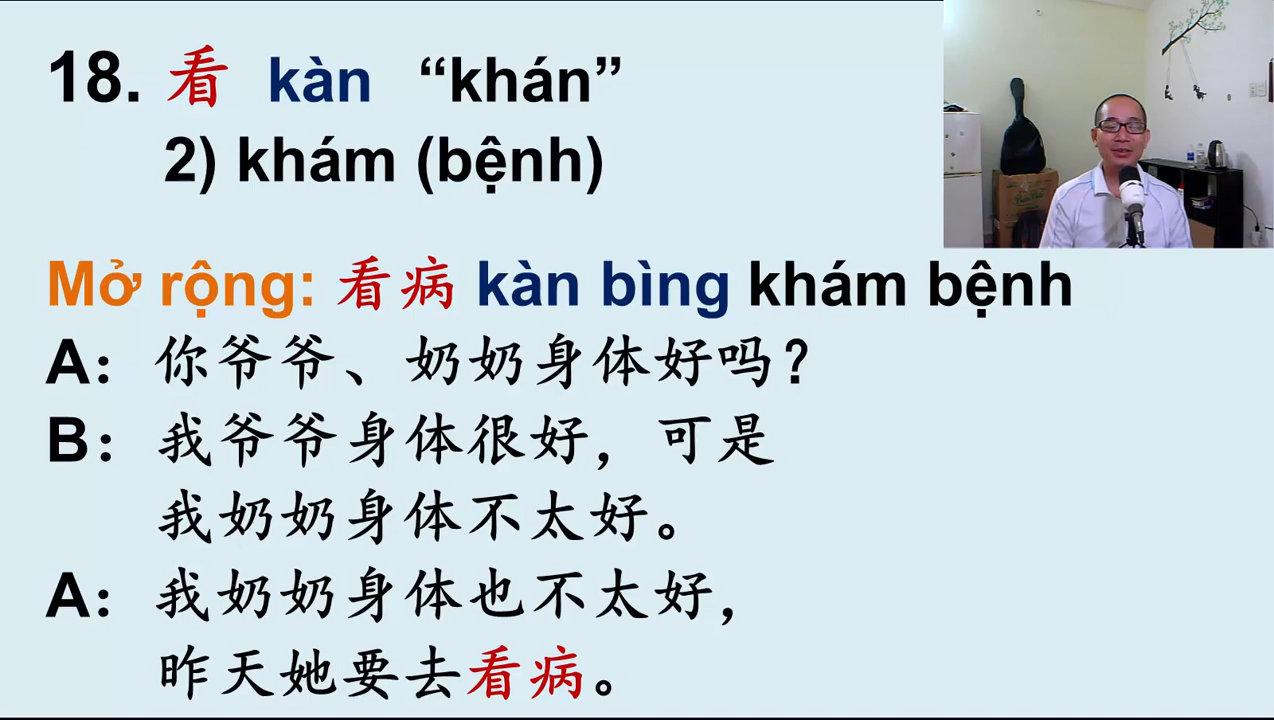 18. 看 kàn “khán”
2) khám (bệnh)
Mở rộng: 看病 kàn bìng khám bệnh
A: 你爷爷、奶奶身体好吗?
B: 我爷爷身体很好, 可是
我奶奶身体不太好。
A: 我奶奶身体也不太好,
昨天她要去看病。